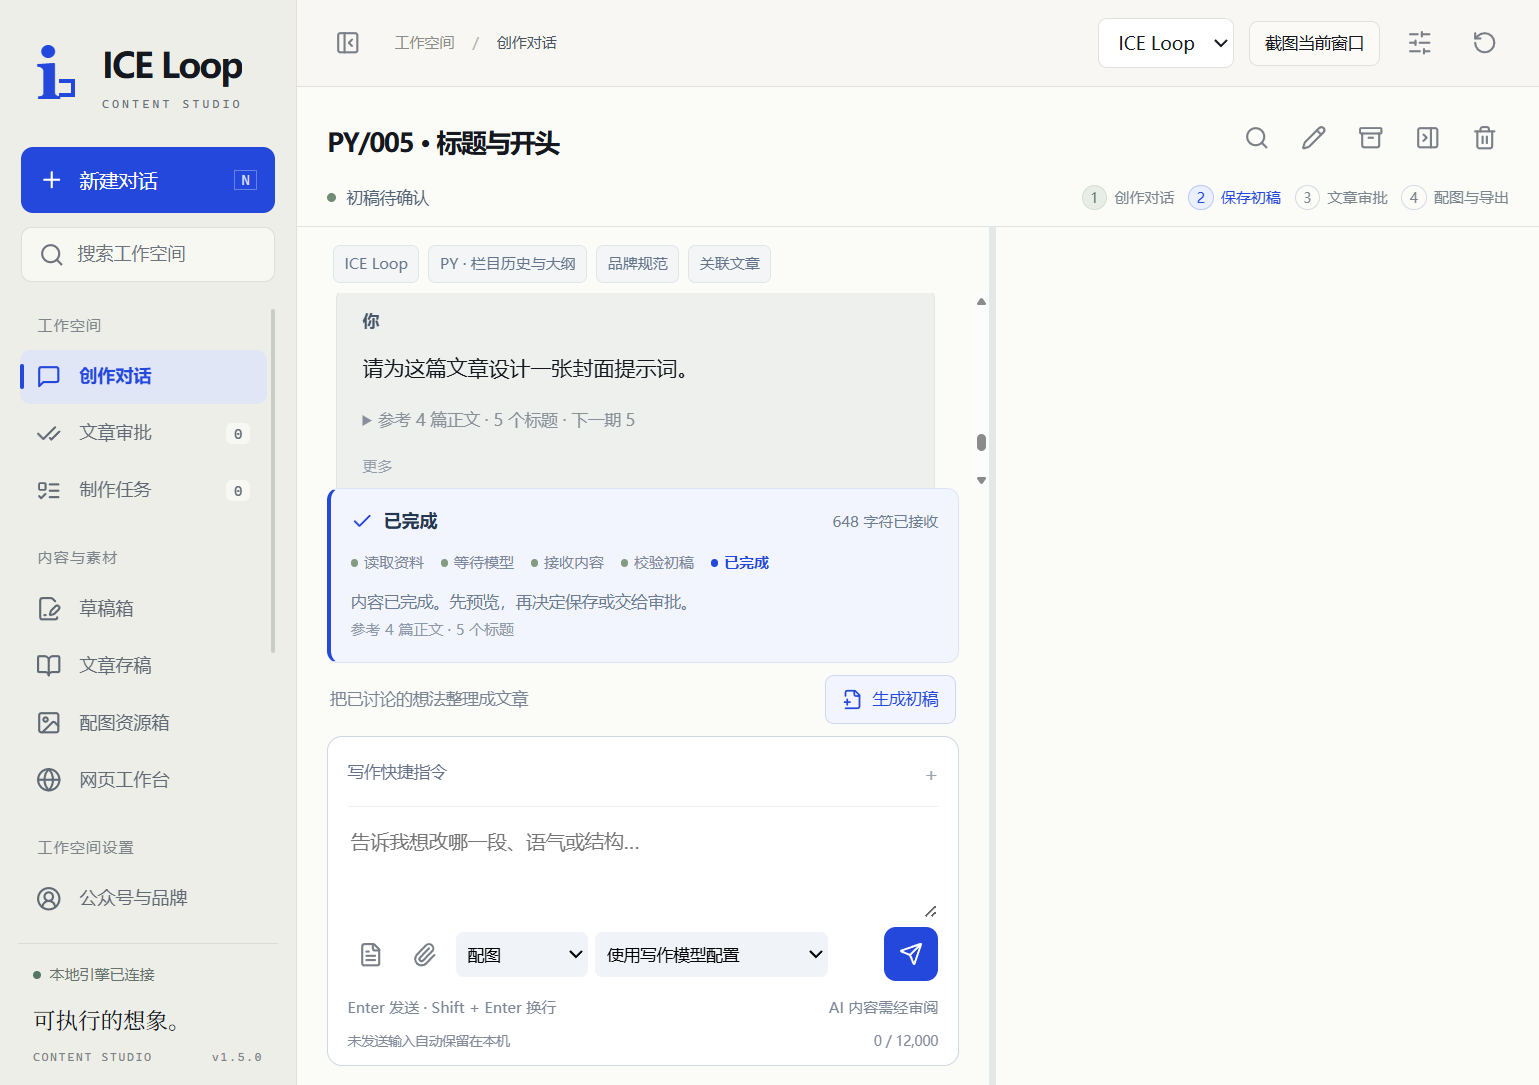 ICE Loop
CONTENT STUDIO
新建对话
N
搜索工作空间
工作空间
创作对话
文章审批
0
制作任务
0
内容与素材
草稿箱
文章存稿
配图资源箱
网页工作台
工作空间设置
公众号与品牌
本地引擎已连接
可执行的想象。
CONTENT STUDIO
v1.5.0
工作空间 / 创作对话
ICE Loop
截图当前窗口
PY/005 • 标题与开头
初稿待确认
1 创作对话 2 保存初稿 3 文章审批 4 配图与导出
ICE Loop
PY · 栏目历史与大纲
品牌规范
关联文章
你
请为这篇文章设计一张封面提示词。
参考 4 篇正文 · 5 个标题 · 下一期 5
更多
已完成
648 字符已接收
读取资料 等待模型 接收内容 校验初稿 已完成
内容已完成。先预览，再决定保存或交给审批。
参考 4 篇正文 · 5 个标题
把已讨论的想法整理成文章
生成初稿
写作快捷指令
+
告诉我想改哪一段、语气或结构...
配图
使用写作模型配置
Enter 发送 · Shift + Enter 换行
AI 内容需经审阅
未发送输入自动保留在本机
0 / 12,000